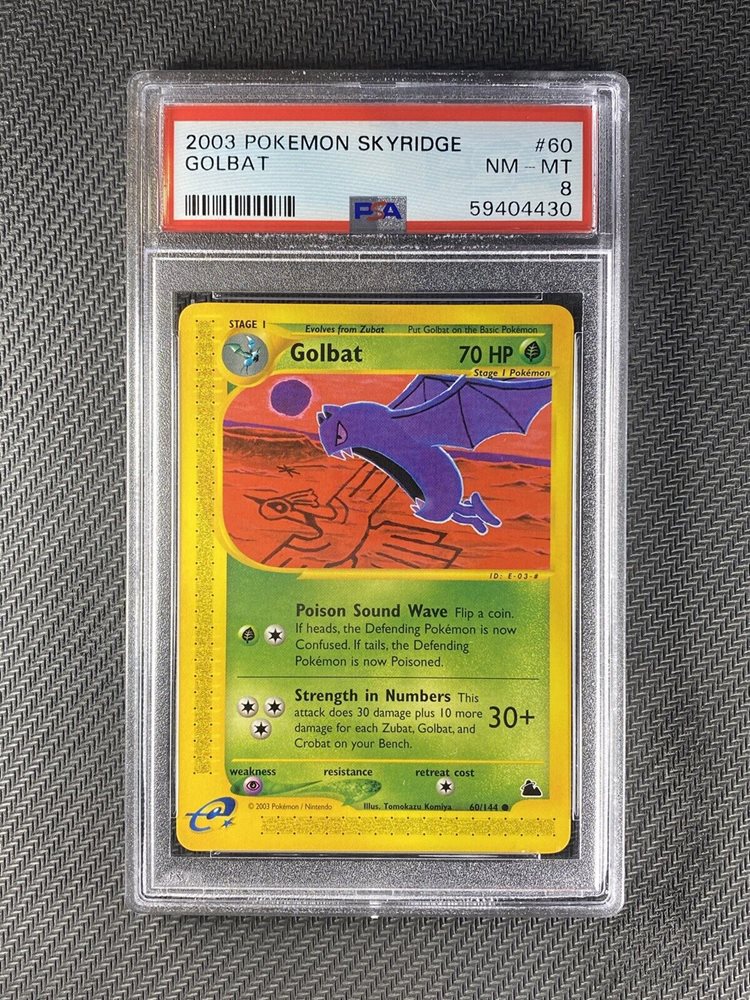 2003 POKEMON SKYRIDGE #60
GOLBAT NM - MT
8
PSA 59404430
STAGE 1 Evolves from Zubat Put Golbat on the Basic Pokémon
Golbat 70 HP
Stage 1 Pokémon
ID: E-03-#
Poison Sound Wave Flip a coin.
If heads, the Defending Pokémon is now
Confused. If tails, the Defending
Pokémon is now Poisoned.
Strength in Numbers This
attack does 30 damage plus 10 more
damage for each Zubat, Golbat, and
Crobat on your Bench.
30+
weakness resistance retreat cost
e
© 2003 Pokémon / Nintendo Illus. Tomokazu Komiya 60/144